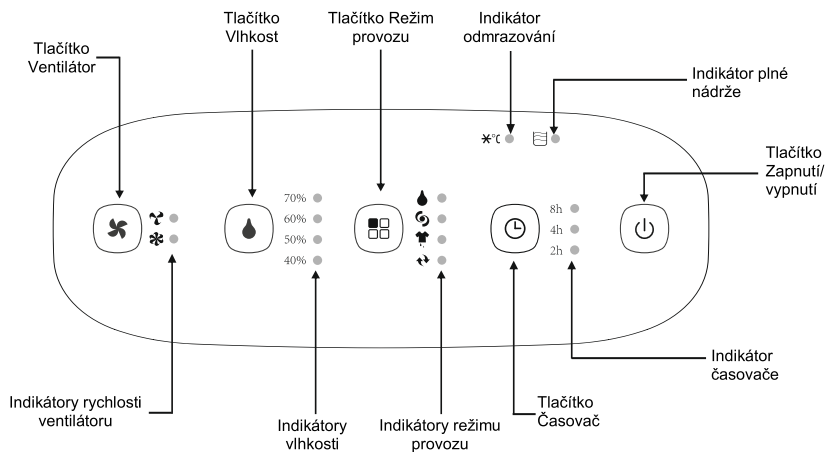 Tlačítko
Ventilátor
Tlačítko
Vlhkost
Tlačítko Režim
provozu
Indikátor
odmrazování
Indikátor plné
nádrže
Tlačítko
Zapnutí/
vypnutí
°C
70%
60%
50%
40%
8h
4h
2h
Indikátory rychlosti
ventilátoru
Indikátory
vlhkosti
Indikátory režimu
provozu
Tlačítko
Časovač
Indikátor
časovače